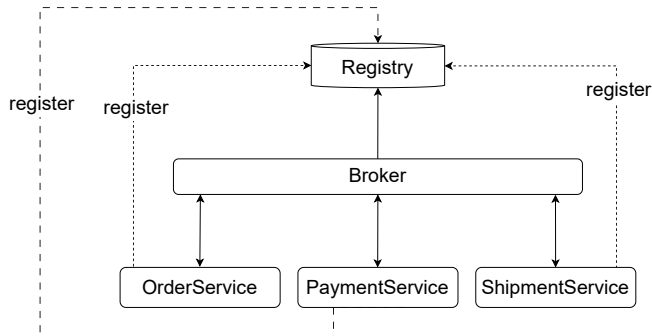 Registry
register
register
register
Broker
OrderService
PaymentService
ShipmentService